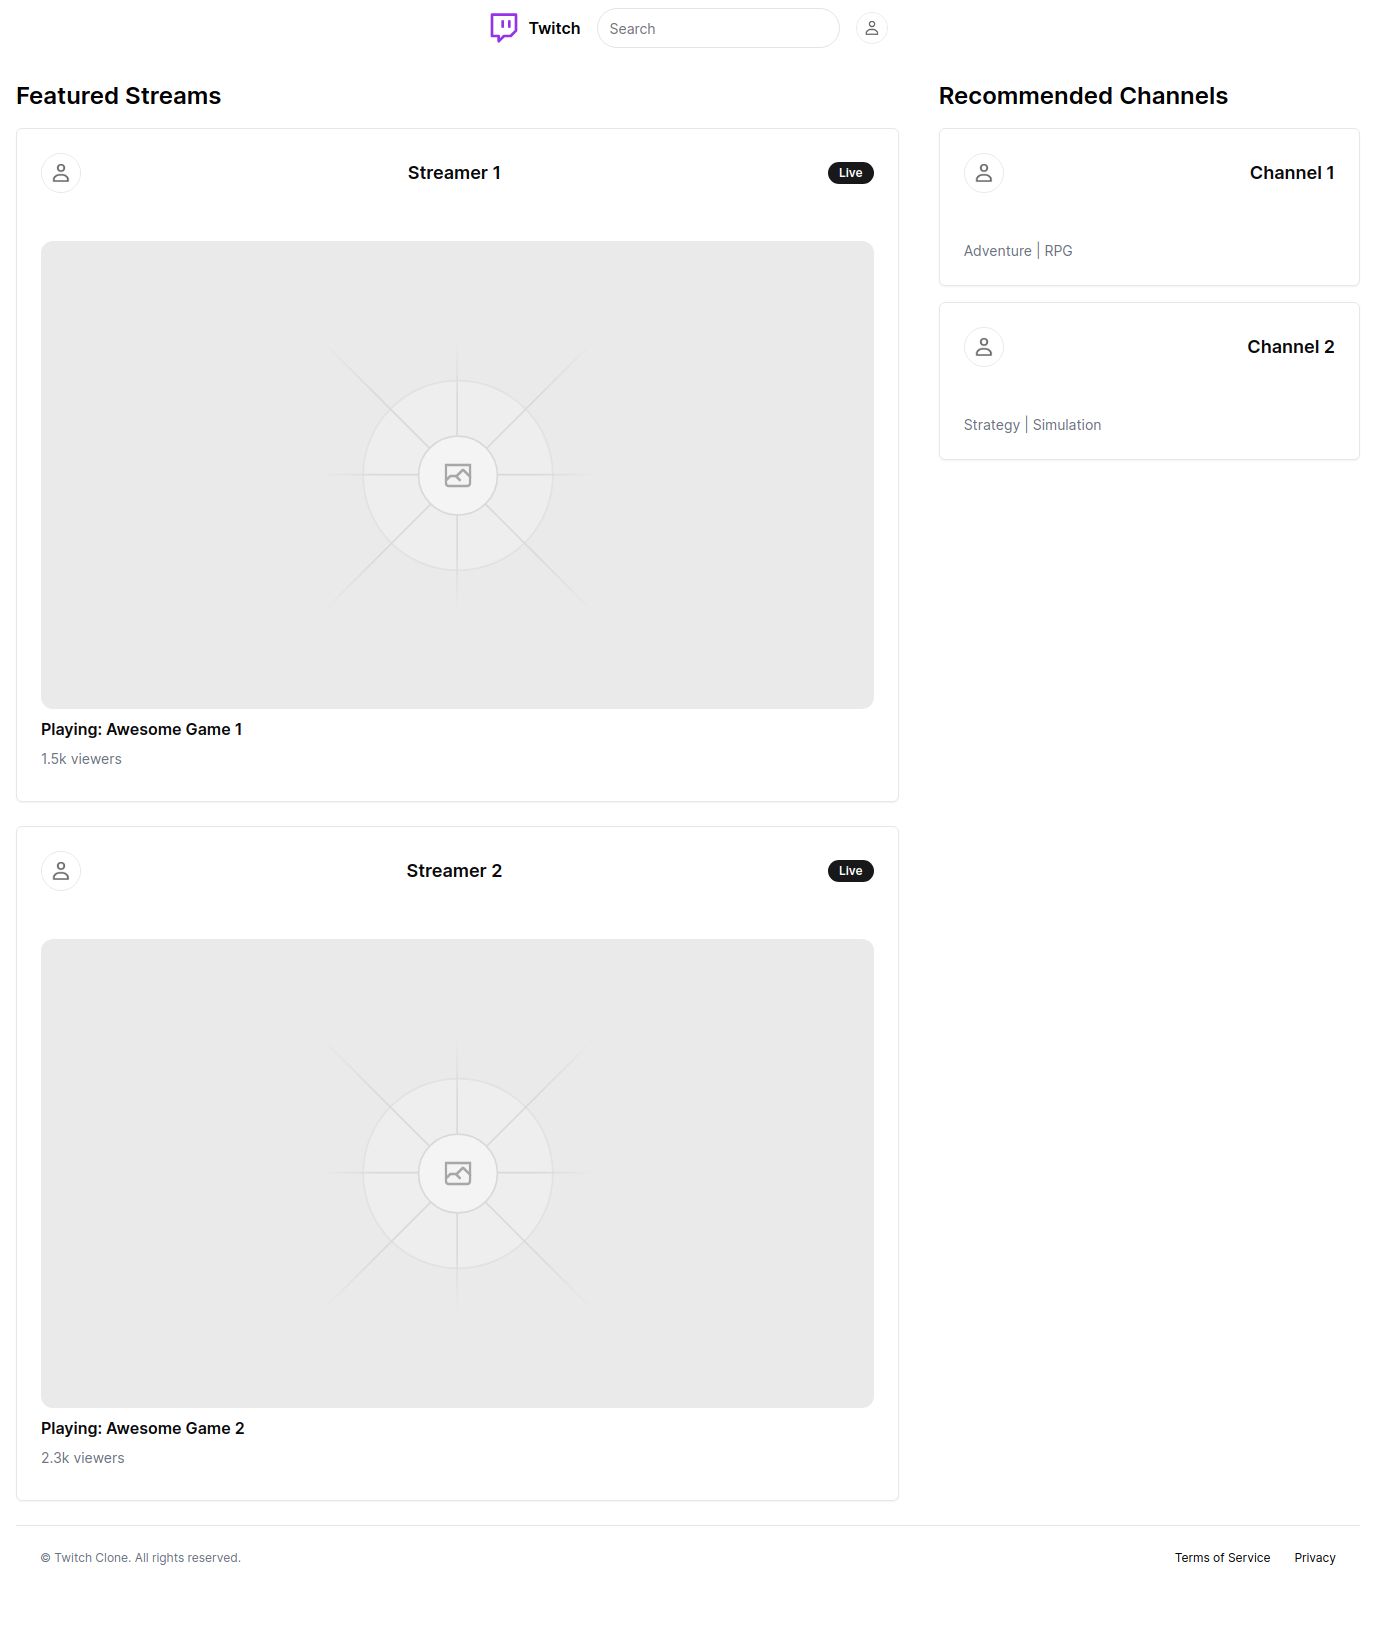 Twitch
Search
Featured Streams
Streamer 1
Live
Playing: Awesome Game 1
1.5k viewers
Streamer 2
Live
Playing: Awesome Game 2
2.3k viewers
Recommended Channels
Channel 1
Adventure | RPG
Channel 2
Strategy | Simulation
© Twitch Clone. All rights reserved.
Terms of Service
Privacy